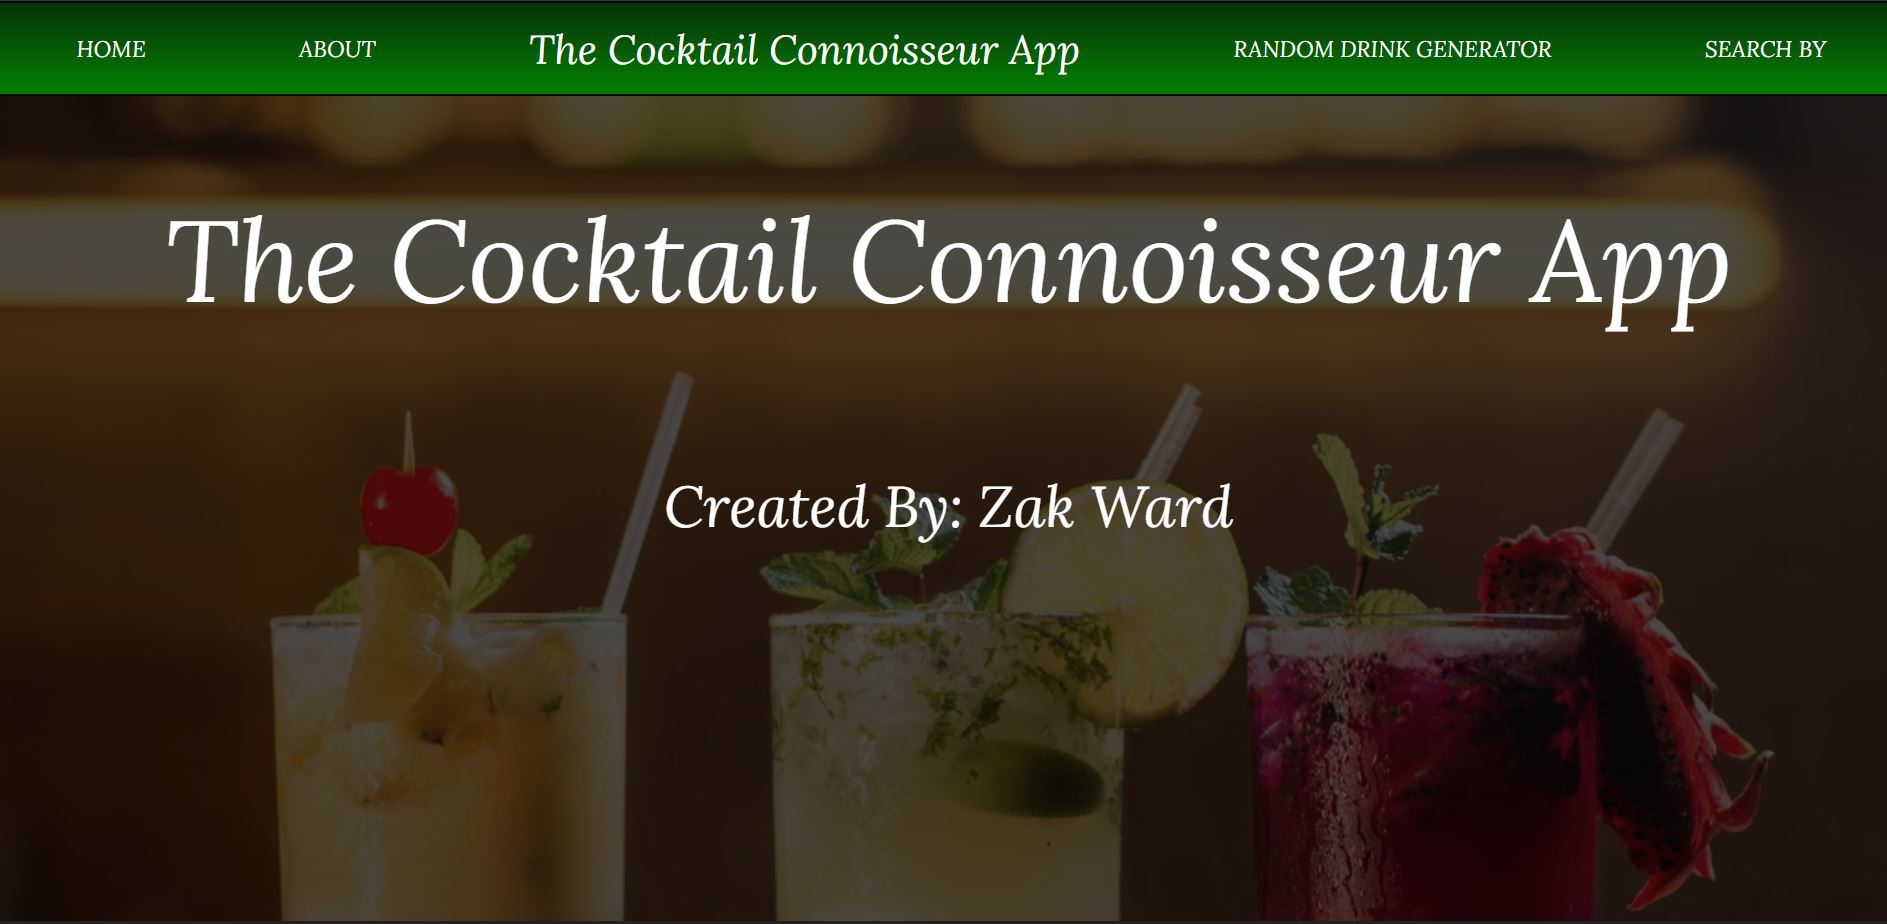 HOME ABOUT The Cocktail Connoisseur App RANDOM DRINK GENERATOR SEARCH BY
The Cocktail Connoisseur App
Created By: Zak Ward